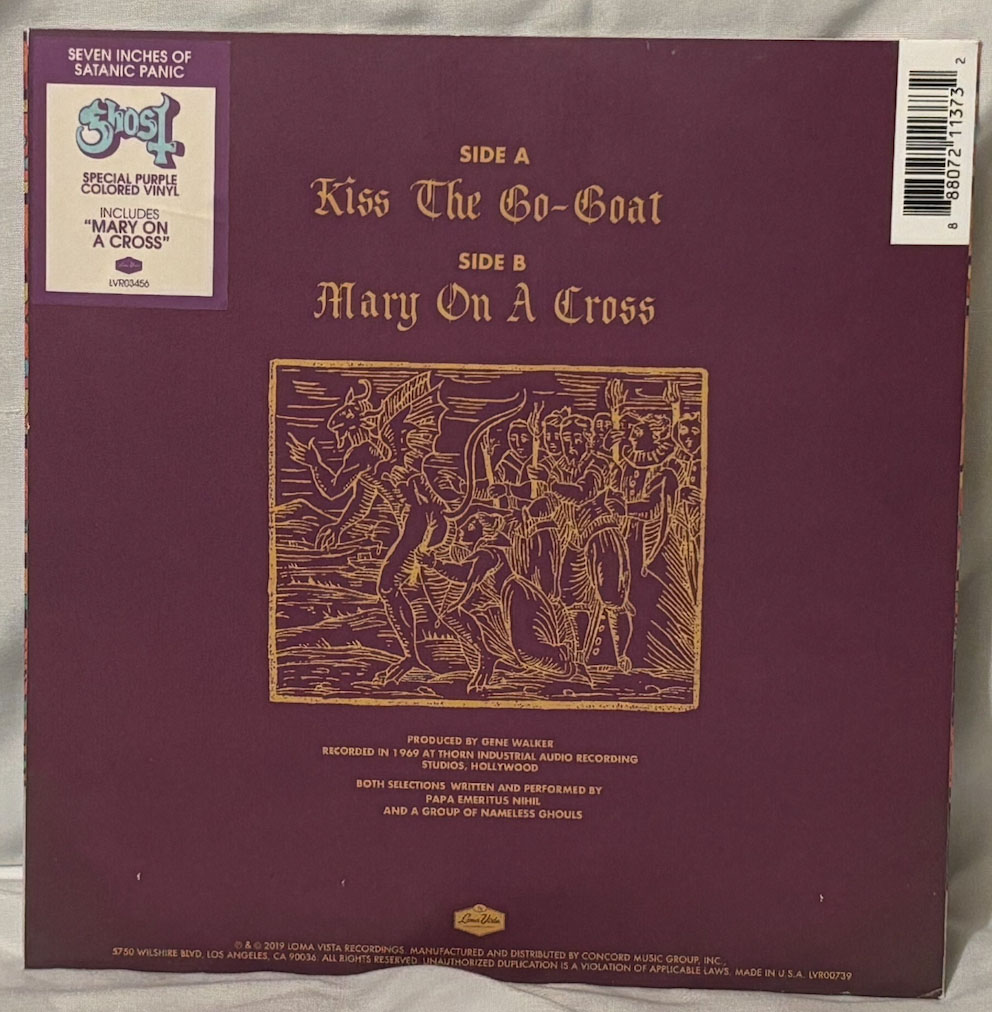 SEVEN INCHES OF
SATANIC PANIC
Ghost
SPECIAL PURPLE
COLORED VINYL
INCLUDES
“MARY ON
A CROSS”
LVR03456
8 88072 11373 2
SIDE A
Kiss The Go-Goat
SIDE B
Mary On A Cross
PRODUCED BY GENE WALKER
RECORDED IN 1969 AT THORN INDUSTRIAL AUDIO RECORDING
STUDIOS, HOLLYWOOD
BOTH SELECTIONS WRITTEN AND PERFORMED BY
PAPA EMERITUS NIHIL
AND A GROUP OF NAMELESS GHOULS
Loma Vista
℗ & © 2019 LOMA VISTA RECORDINGS. MANUFACTURED AND DISTRIBUTED BY CONCORD MUSIC GROUP, INC.,
5750 WILSHIRE BLVD, LOS ANGELES, CA 90036. ALL RIGHTS RESERVED. UNAUTHORIZED DUPLICATION IS A VIOLATION OF APPLICABLE LAWS. MADE IN U.S.A. LVR00739